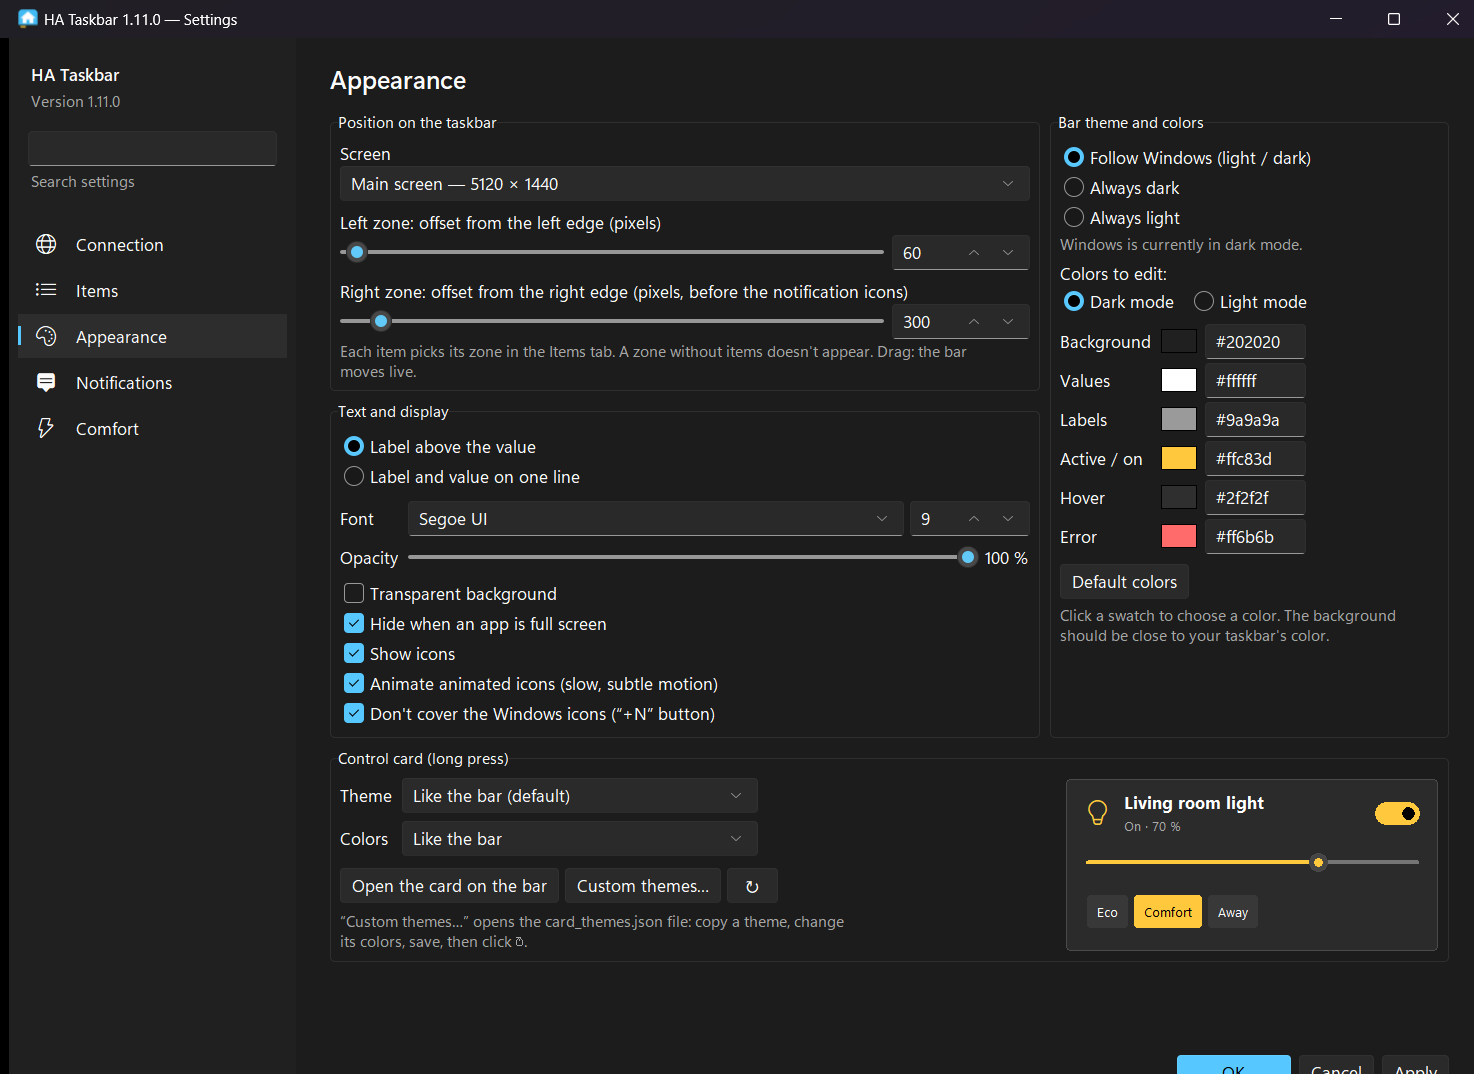 HA Taskbar 1.11.0 — Settings
HA Taskbar
Version 1.11.0
Search settings
Connection
Items
Appearance
Notifications
Comfort
Appearance
Position on the taskbar
Screen
Main screen — 5120 × 1440
Left zone: offset from the left edge (pixels)
60
Right zone: offset from the right edge (pixels, before the notification icons)
300
Each item picks its zone in the Items tab. A zone without items doesn't appear. Drag: the bar
moves live.
Text and display
Label above the value
Label and value on one line
Font
Segoe UI
9
Opacity
100 %
Transparent background
Hide when an app is full screen
Show icons
Animate animated icons (slow, subtle motion)
Don't cover the Windows icons (“+N” button)
Bar theme and colors
Follow Windows (light / dark)
Always dark
Always light
Windows is currently in dark mode.
Colors to edit:
Dark mode
Light mode
Background
#202020
Values
#ffffff
Labels
#9a9a9a
Active / on
#ffc83d
Hover
#2f2f2f
Error
#ff6b6b
Default colors
Click a swatch to choose a color. The background
should be close to your taskbar's color.
Control card (long press)
Theme
Like the bar (default)
Colors
Like the bar
Open the card on the bar
Custom themes...
↻
“Custom themes...” opens the card_themes.json file: copy a theme, change
its colors, save, then click ↻.
Living room light
On · 70 %
Eco
Comfort
Away
OK
Cancel
Apply